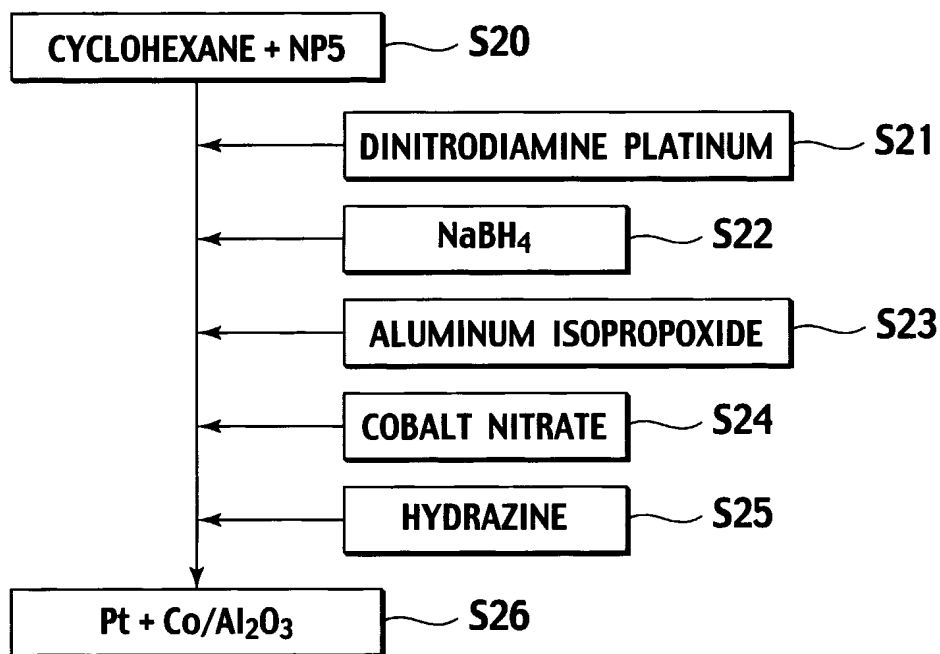 CYCLOHEXANE + NP5 S20
DINITRODIAMINE PLATINUM S21
NaBH4 S22
ALUMINUM ISOPROPOXIDE S23
COBALT NITRATE S24
HYDRAZINE S25
Pt + Co/Al2O3 S26